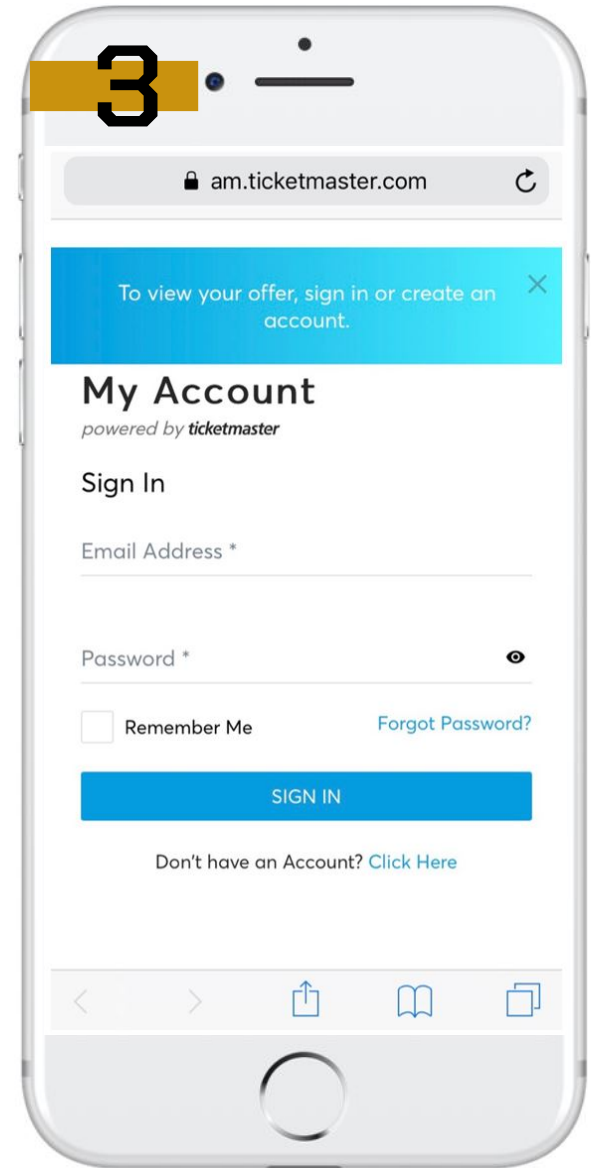 3
am.ticketmaster.com
To view your offer, sign in or create an
account.
My Account
powered by ticketmaster
Sign In
Email Address *
Password *
Remember Me
Forgot Password?
SIGN IN
Don't have an Account? Click Here